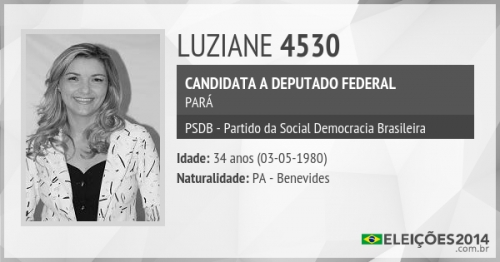 LUZIANE 4530
CANDIDATA A DEPUTADO FEDERAL
PARÁ
PSDB - Partido da Social Democracia Brasileira
Idade: 34 anos (03-05-1980)
Naturalidade: PA - Benevides
ELEIÇÕES2014
.com.br